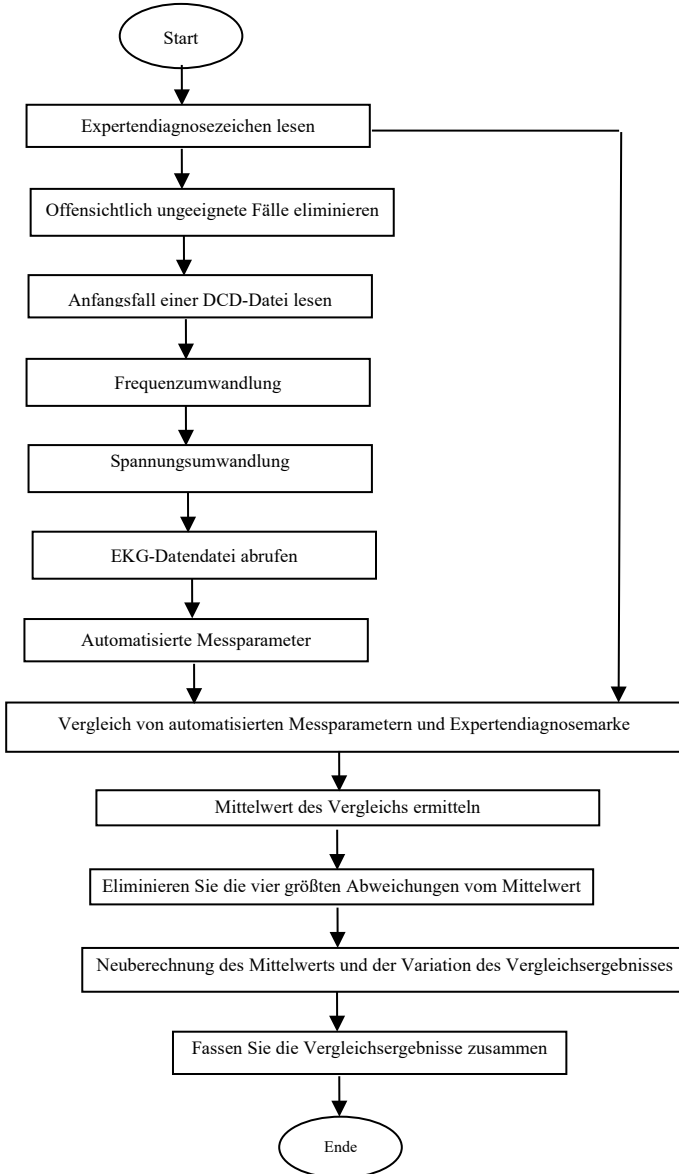 Start
Expertendiagnosezeichen lesen
Offensichtlich ungeeignete Fälle eliminieren
Anfangsfall einer DCD-Datei lesen
Frequenzumwandlung
Spannungsumwandlung
EKG-Datendatei abrufen
Automatisierte Messparameter
Vergleich von automatisierten Messparametern und Expertendiagnosemarke
Mittelwert des Vergleichs ermitteln
Eliminieren Sie die vier größten Abweichungen vom Mittelwert
Neuberechnung des Mittelwerts und der Variation des Vergleichsergebnisses
Fassen Sie die Vergleichsergebnisse zusammen
Ende